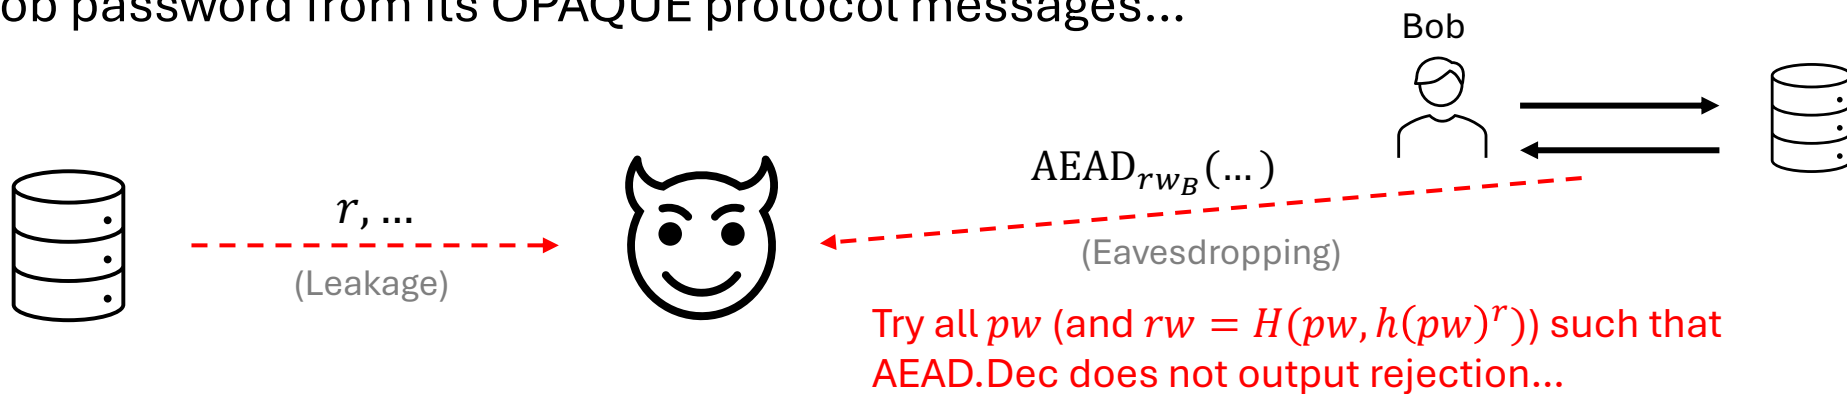 ob password from its OPAQUE protocol messages...
Bob
AEAD_{rw_B}(...)
r, ...
(Leakage)
(Eavesdropping)
Try all pw (and rw = H(pw, h(pw)^r)) such that
AEAD.Dec does not output rejection...